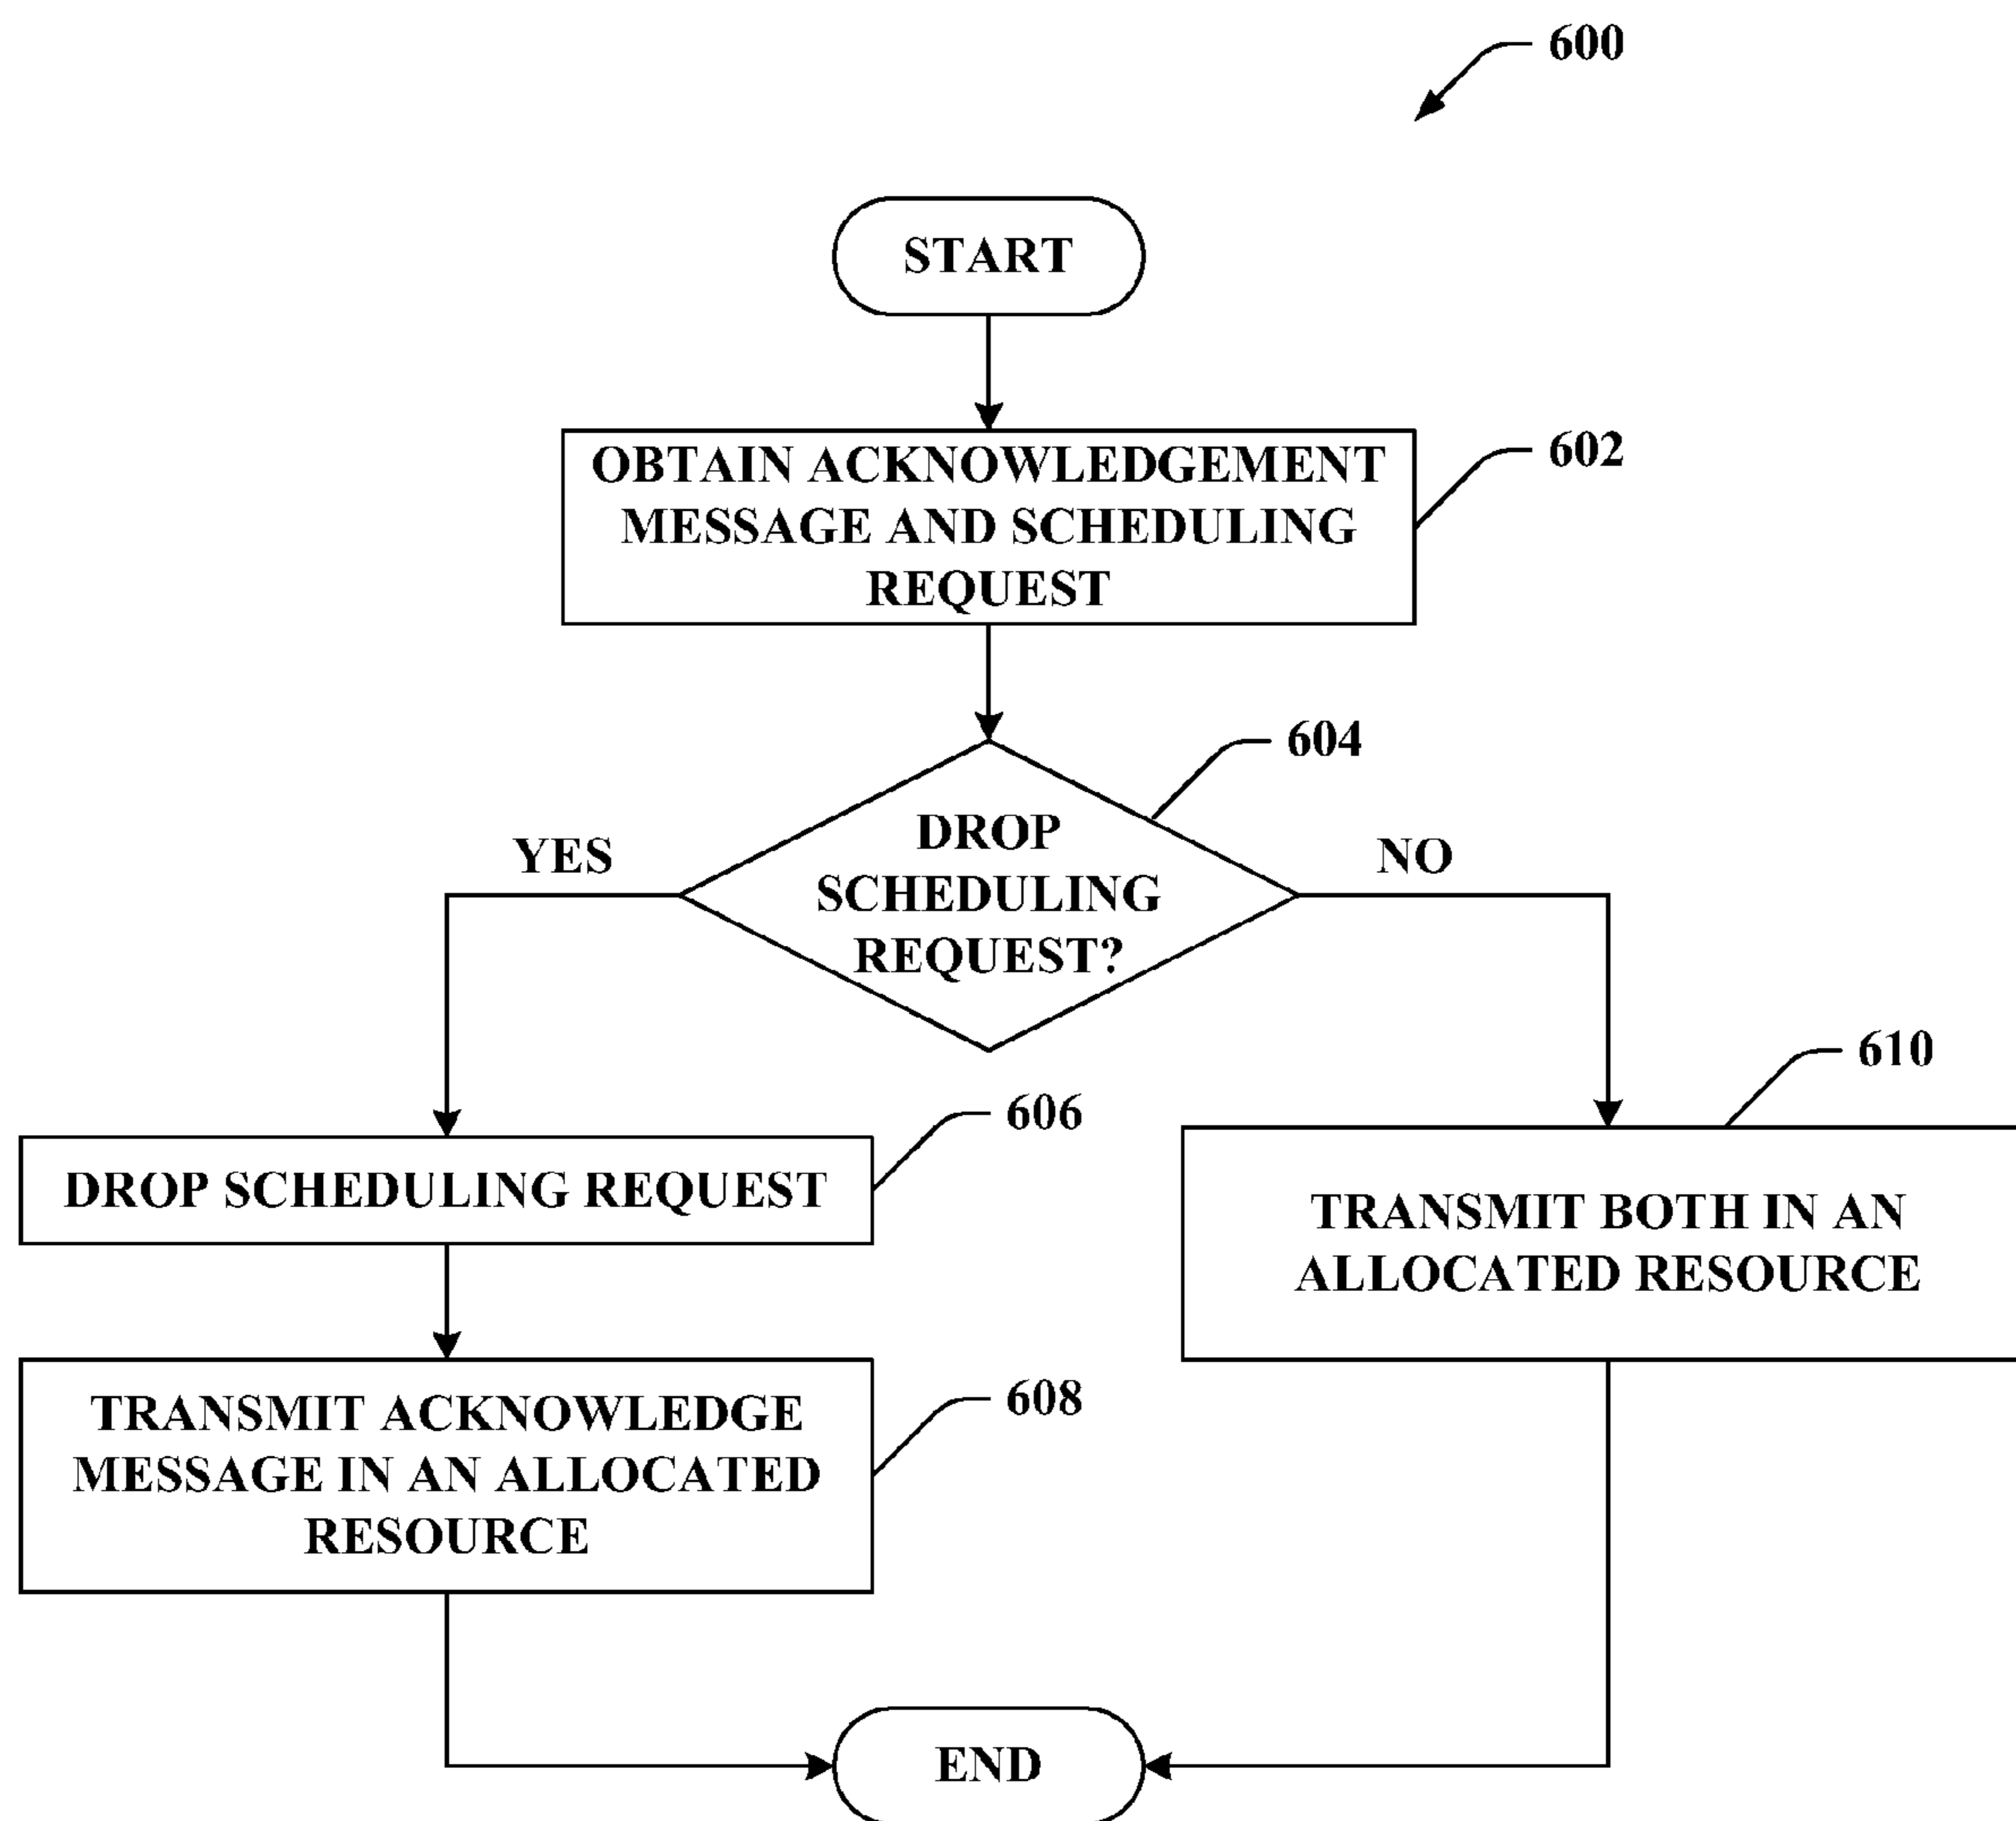 600
START
OBTAIN ACKNOWLEDGEMENT
MESSAGE AND SCHEDULING
REQUEST
602
604
DROP
SCHEDULING
REQUEST?
YES
NO
606
DROP SCHEDULING REQUEST
610
TRANSMIT BOTH IN AN
ALLOCATED RESOURCE
608
TRANSMIT ACKNOWLEDGE
MESSAGE IN AN ALLOCATED
RESOURCE
END